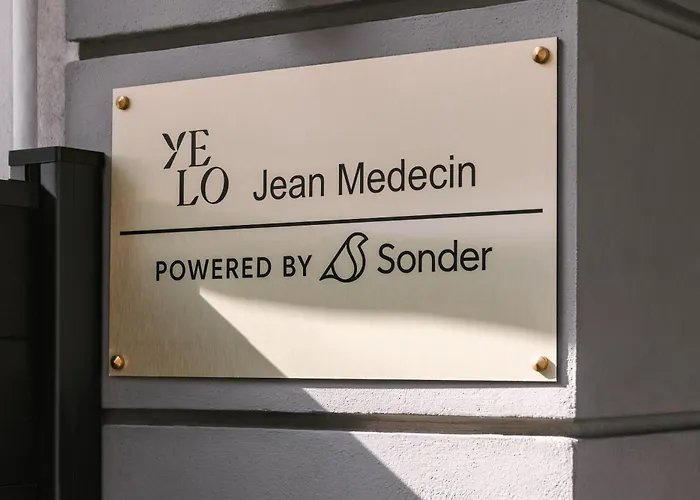 YE
LO Jean Medecin
POWERED BY Sonder